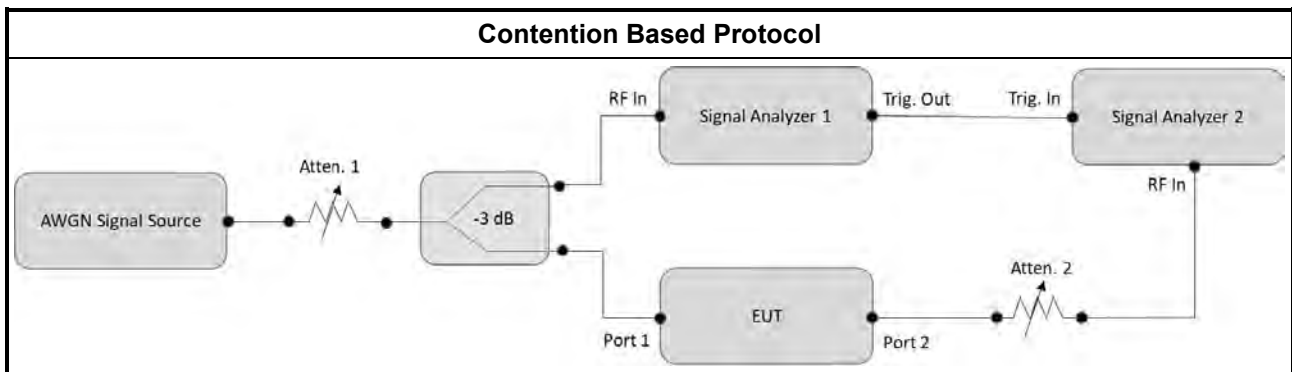 Contention Based Protocol
RF In
Signal Analyzer 1
Trig. Out
Trig. In
Signal Analyzer 2
RF In
Atten. 1
AWGN Signal Source
-3 dB
Atten. 2
EUT
Port 1
Port 2